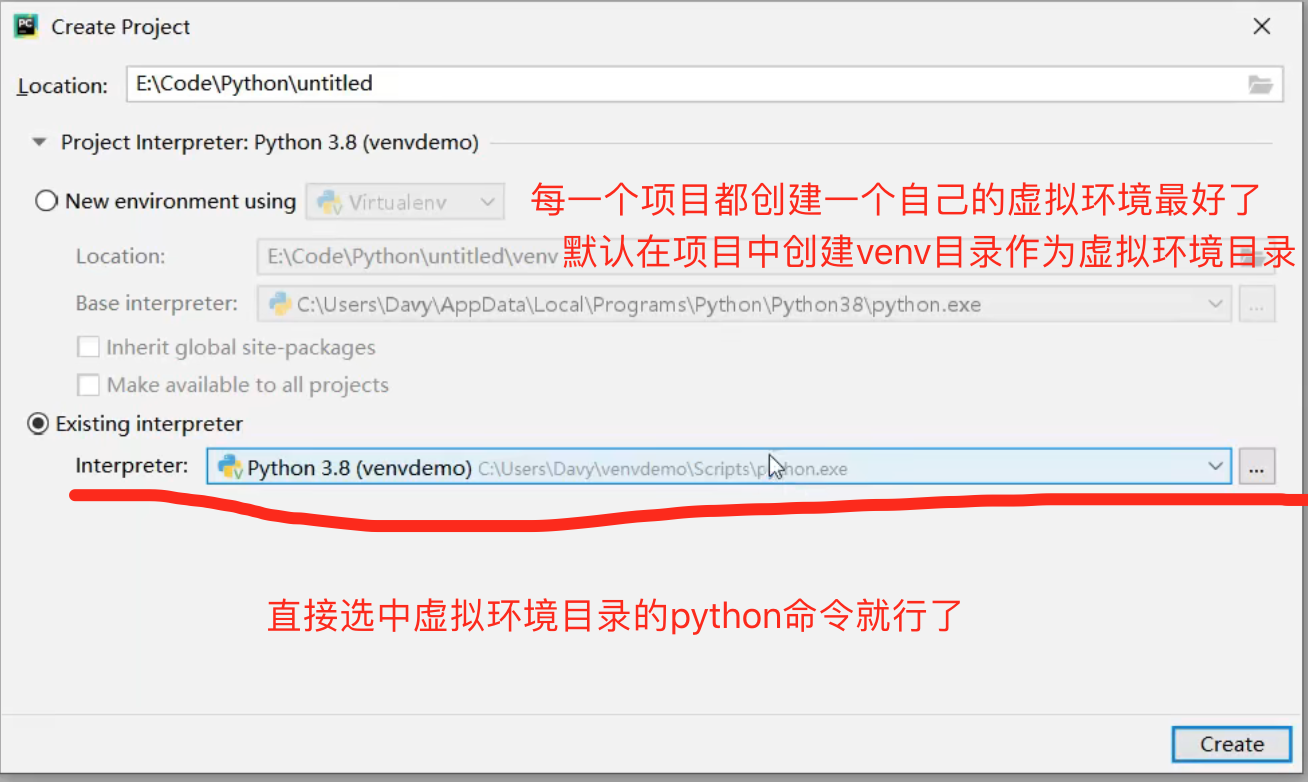 PC
Create Project
Location: E:\Code\Python\untitled
Project Interpreter: Python 3.8 (venvdemo)
New environment using Virtualenv 每一个项目都创建一个自己的虚拟环境最好了
Location: E:\Code\Python\untitled\venv 默认在项目中创建venv目录作为虚拟环境目录
Base interpreter: C:\Users\Davy\AppData\Local\Programs\Python\Python38\python.exe ...
Inherit global site-packages
Make available to all projects
Existing interpreter
Interpreter: Python 3.8 (venvdemo) C:\Users\Davy\venvdemo\Scripts\python.exe ...
直接选中虚拟环境目录的python命令就行了
Create